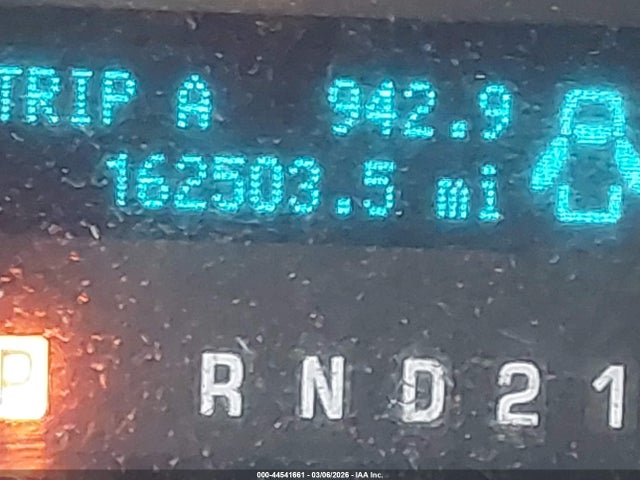 TRIP A 942.9
162503.5 mi
P R N D 2 1
000-44541661 - 03/06/2026 - IAA Inc.